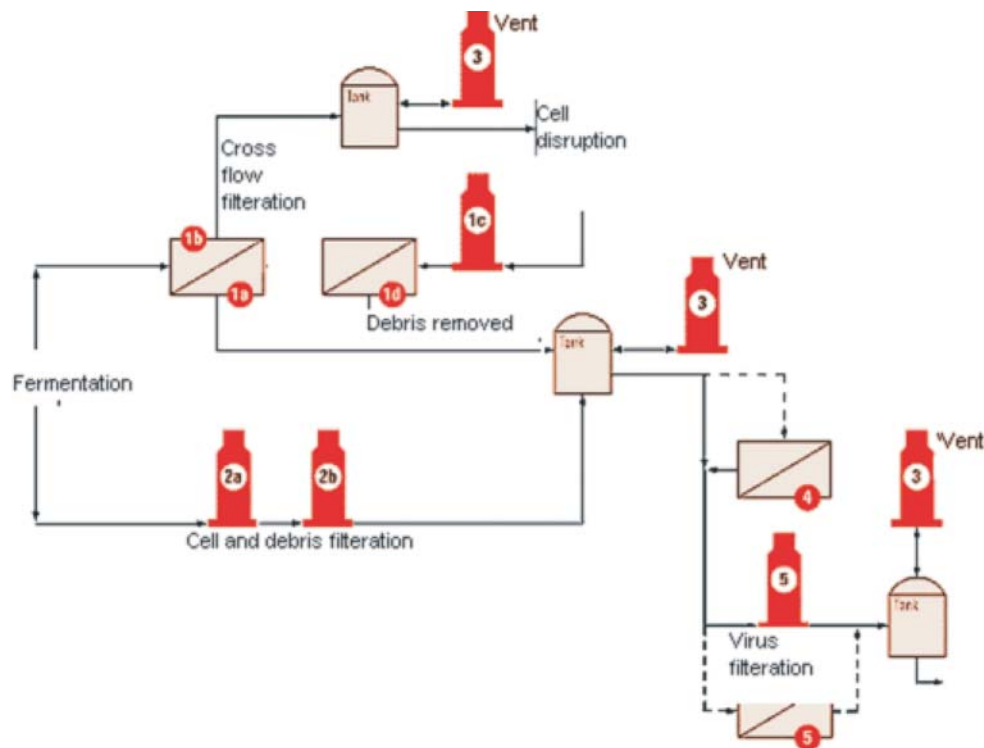 Vent
3
Tank
Cell
disruption
Cross
flow
filteration
1b
1a
1c
1d
Debris removed
Vent
3
Tank
Fermentation
2a
2b
Cell and debris filteration
4
"Vent
3
5
Tank
Virus
filteration
5